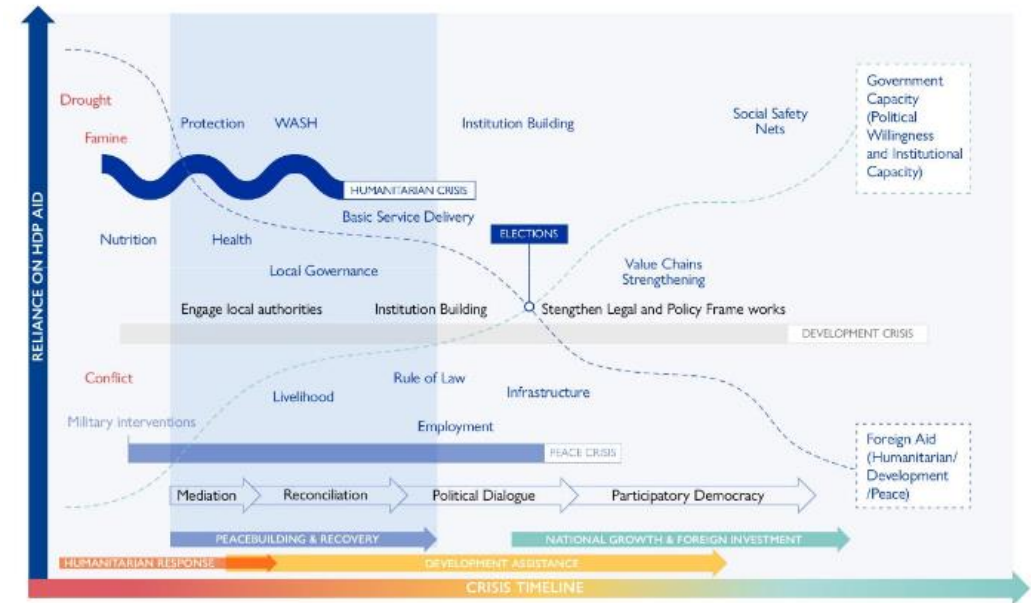 RELIANCE ON HDP AID
Drought
Famine
Protection
WASH
Institution Building
Social Safety
Nets
Government
Capacity
(Political
Willingness
and Institutional
Capacity)
HUMANITARIAN CRISIS
Basic Service Delivery
Nutrition
Health
ELECTIONS
Local Governance
Value Chains
Strengthening
Engage local authorities
Institution Building
Stengthen Legal and Policy Frame works
DEVELOPMENT CRISIS
Conflict
Rule of Law
Livelihood
Infrastructure
Military interventions
Employment
PEACE CRISIS
Foreign Aid
(Humanitarian/
Development
/Peace)
Mediation
Reconciliation
Political Dialogue
Participatory Democracy
PEACEBUILDING & RECOVERY
NATIONAL GROWTH & FOREIGN INVESTMENT
HUMANITARIAN RESPONSE
DEVELOPMENT ASSISTANCE
CRISIS TIMELINE